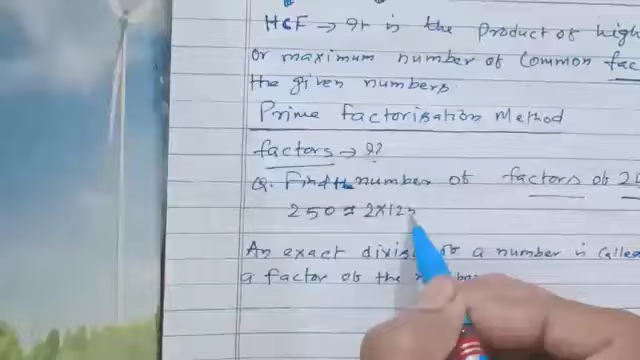 HCF → It is the product of high
or maximum number of common fac
the given numbers.
Prime factorisation Method
factors → ??
Q. Find the number of factors of 2
250 = 2×12
An exact divis of a number is calle
a factor of the